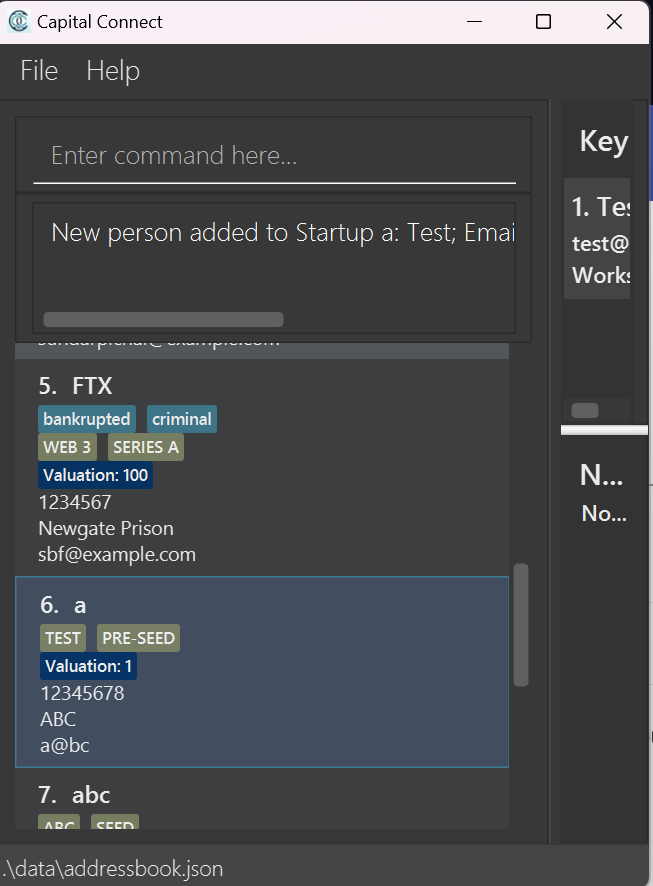 Capital Connect
File Help
Enter command here...
New person added to Startup a: Test; Emai
5. FTX
bankrupted criminal
WEB 3 SERIES A
Valuation: 100
1234567
Newgate Prison
sbf@example.com
6. a
TEST PRE-SEED
Valuation: 1
12345678
ABC
a@bc
7. abc
ABC SEED
Key
1. Tes
test@
Works
N...
No...
.\data\addressbook.json